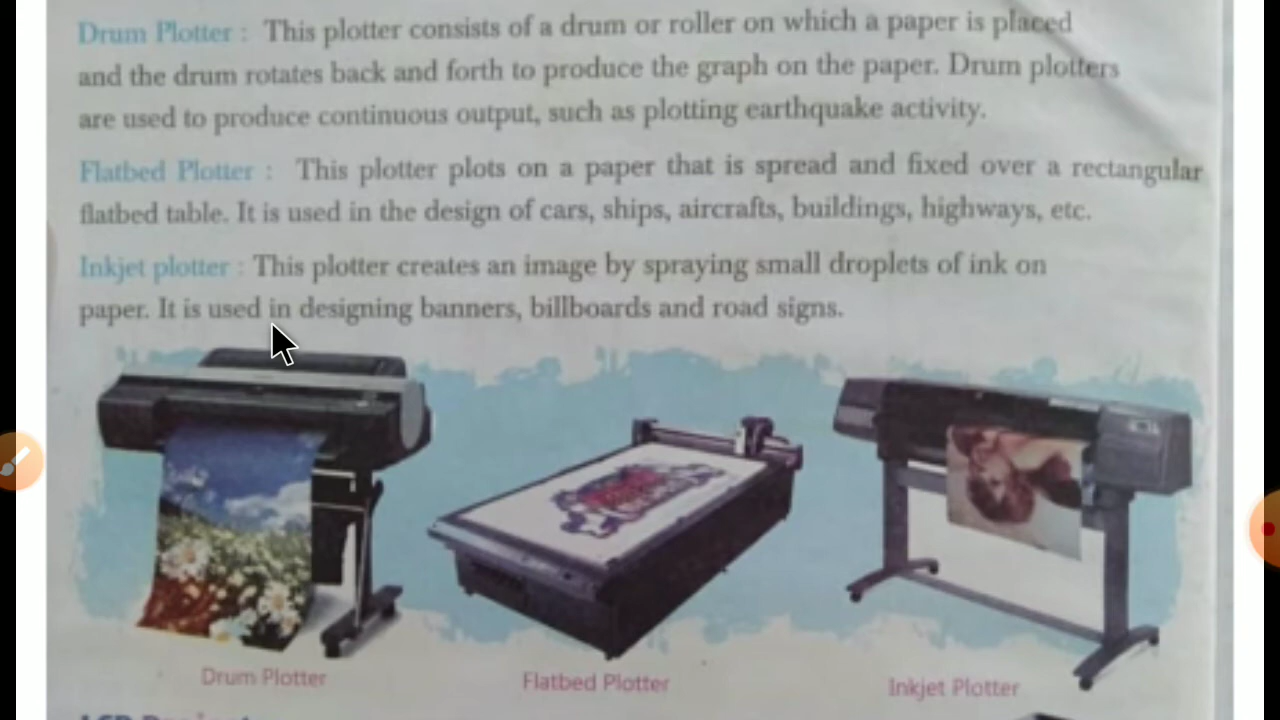 Drum Plotter : This plotter consists of a drum or roller on which a paper is placed
and the drum rotates back and forth to produce the graph on the paper. Drum plotters
are used to produce continuous output, such as plotting earthquake activity.
Flatbed Plotter : This plotter plots on a paper that is spread and fixed over a rectangular
flatbed table. It is used in the design of cars, ships, aircrafts, buildings, highways, etc.
Inkjet plotter : This plotter creates an image by spraying small droplets of ink on
paper. It is used in designing banners, billboards and road signs.
Drum Plotter
Flatbed Plotter
Inkjet Plotter